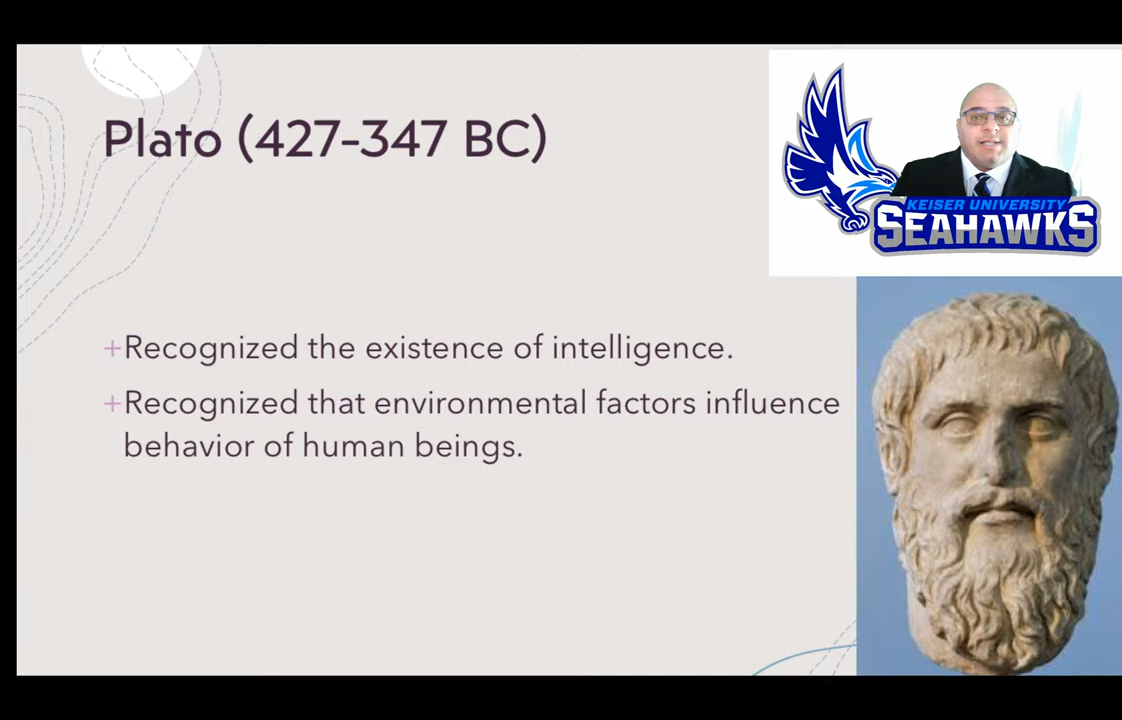 Plato (427-347 BC)
KEISER UNIVERSITY
SEAHAWKS
+Recognized the existence of intelligence.
+Recognized that environmental factors influence
behavior of human beings.